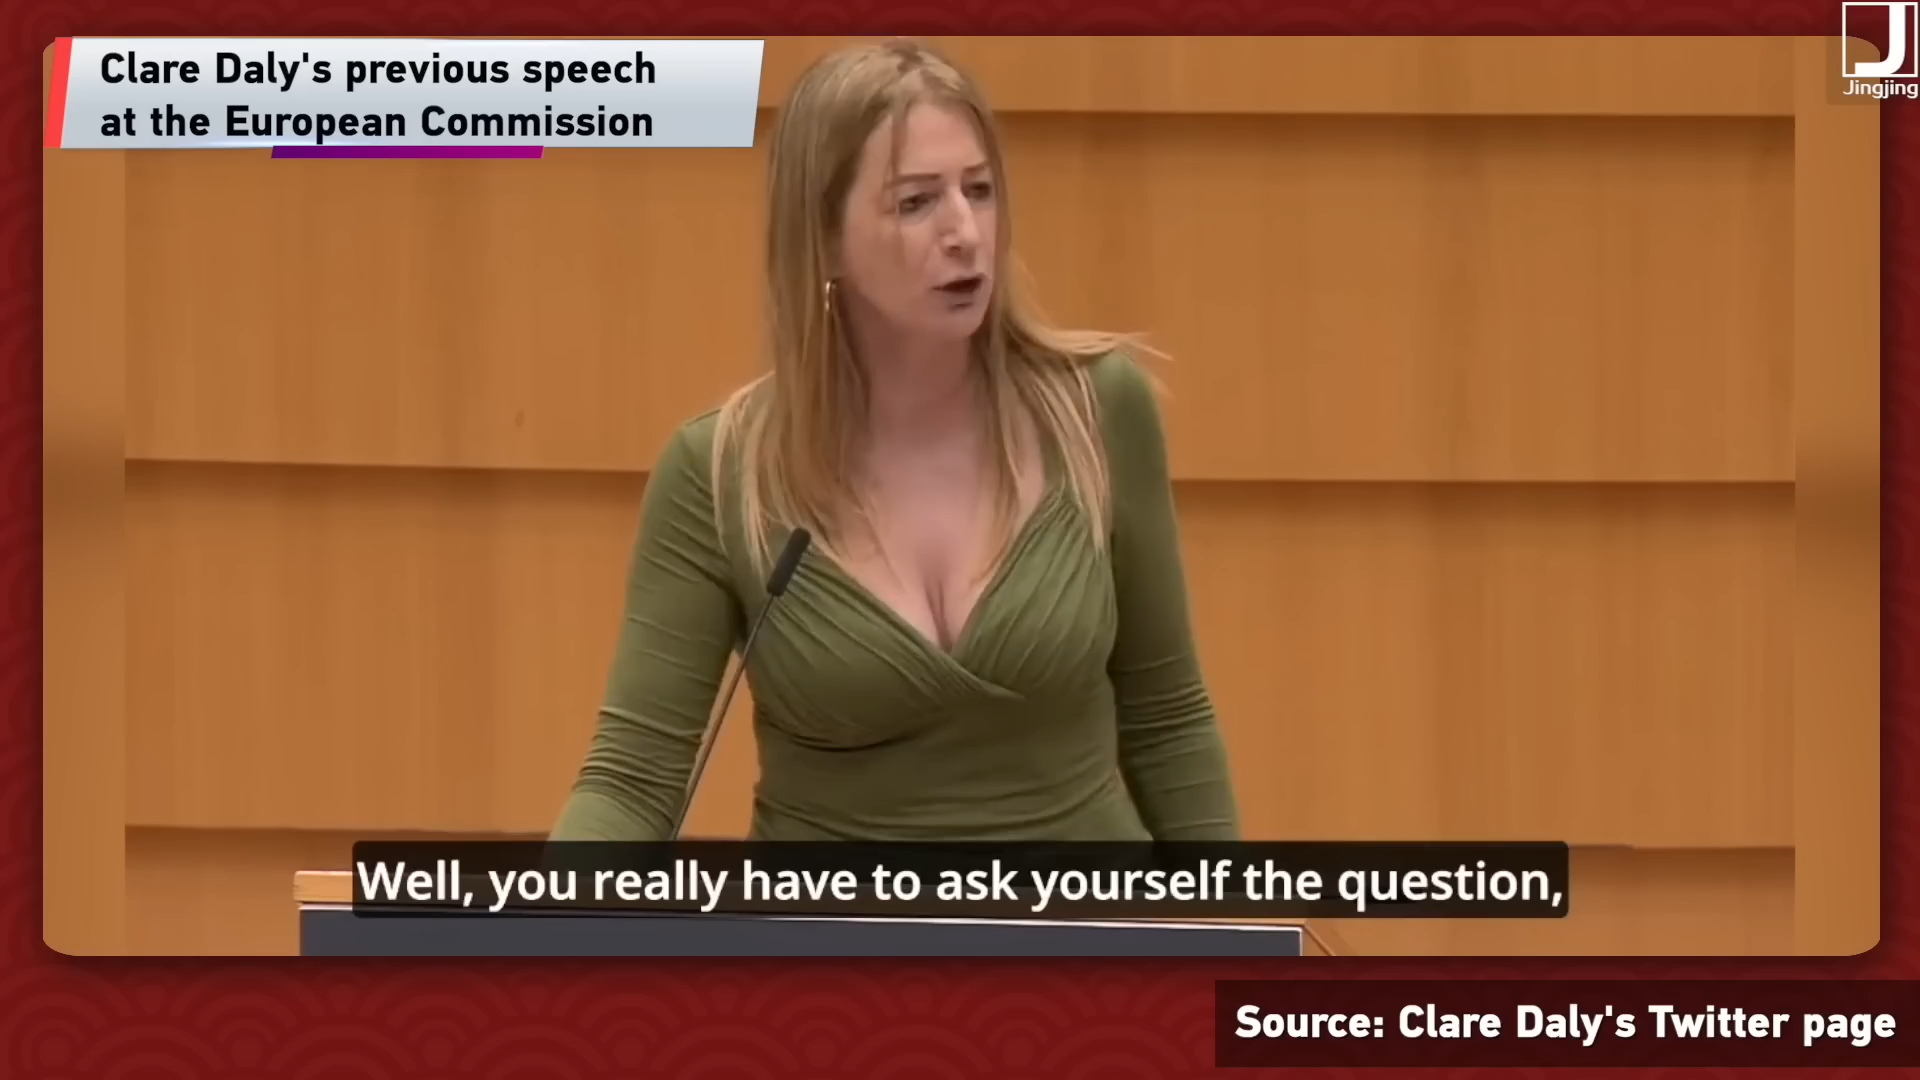 Clare Daly's previous speech
at the European Commission
Jingjing
Well, you really have to ask yourself the question,
Source: Clare Daly's Twitter page